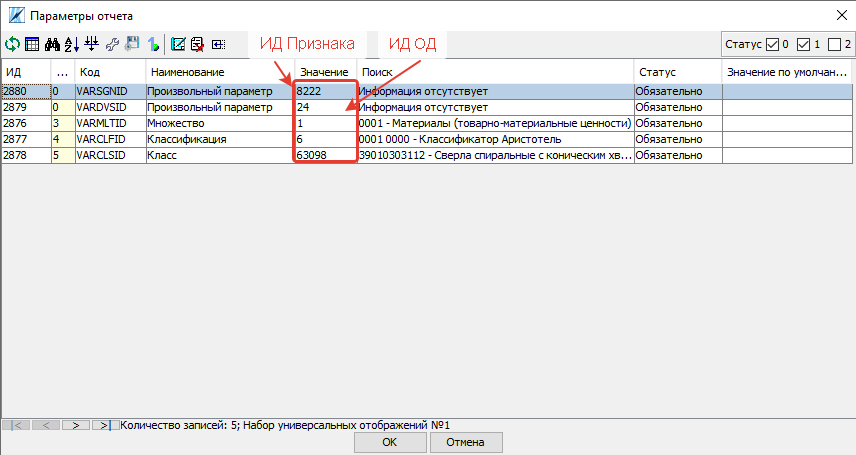 Параметры отчета
ИД Признака ИД ОД
Статус 0 1 2
ИД ... Код Наименование Значение Поиск Статус Значение по умолчан...
2880 0 VARSGNID Произвольный параметр 8222 Информация отсутствует Обязательно
2879 0 VARDVSID Произвольный параметр 24 Информация отсутствует Обязательно
2876 3 VARMLTID Множество 1 0001 - Материалы (товарно-материальные ценности) Обязательно
2877 4 VARCLFID Классификация 6 0001 0000 - Классификатор Аристотель Обязательно
2878 5 VARCLSID Класс 63098 39010303112 - Сверла спиральные с коническим хв... Обязательно
Количество записей: 5; Набор универсальных отображений №1
OK Отмена